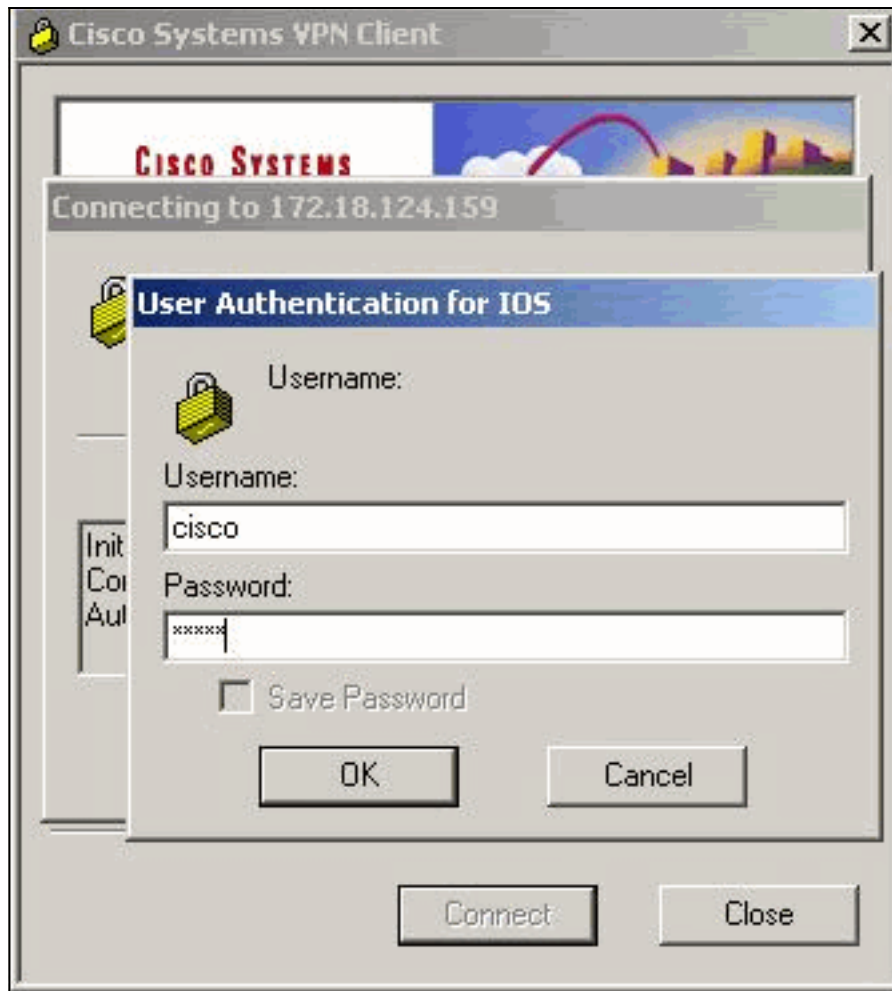 Cisco Systems VPN Client
CISCO SYSTEMS
Connecting to 172.18.124.159
User Authentication for IOS
Username:
Username:
cisco
Password:
*****
Save Password
OK
Cancel
Connect
Close